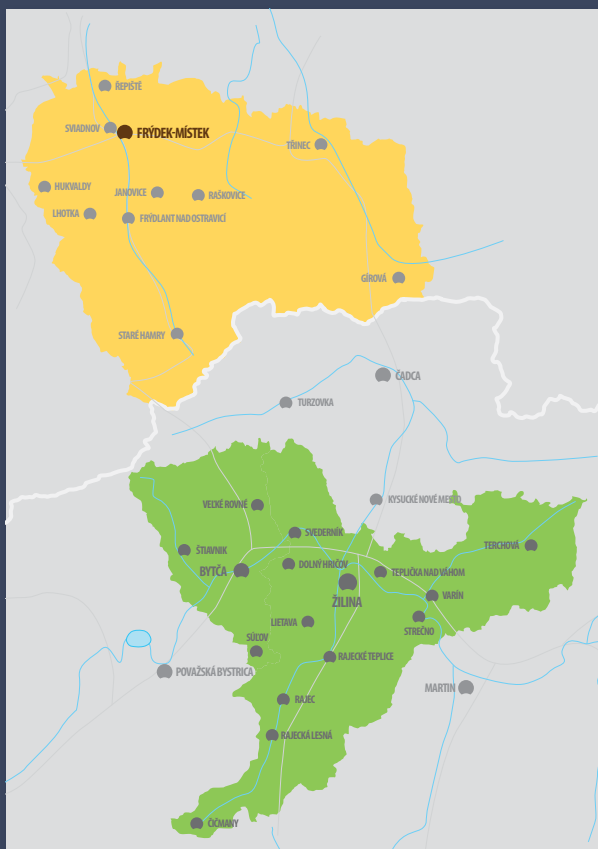 ŘEPIŠTĚ
SVIADNOV
FRÝDEK-MÍSTEK
TŘINEC
HUKVALDY
JANOVICE
RAŠKOVICE
LHOTKA
FRÝDLANT NAD OSTRAVICÍ
GÍROVÁ
STARÉ HAMRY
ČADCA
TURZOVKA
KYSUCKÉ NOVÉ MESTO
VEĽKÉ ROVNÉ
SVEDERNÍK
TERCHOVÁ
ŠTIAVNIK
DOLNÝ HRIČOV
BYTČA
TEPLIČKA NAD VÁHOM
ŽILINA
VARÍN
LIETAVA
STREČNO
SÚĽOV
RAJECKÉ TEPLICE
POVAŽSKÁ BYSTRICA
MARTIN
RAJEC
RAJECKÁ LESNÁ
ČIČMANY